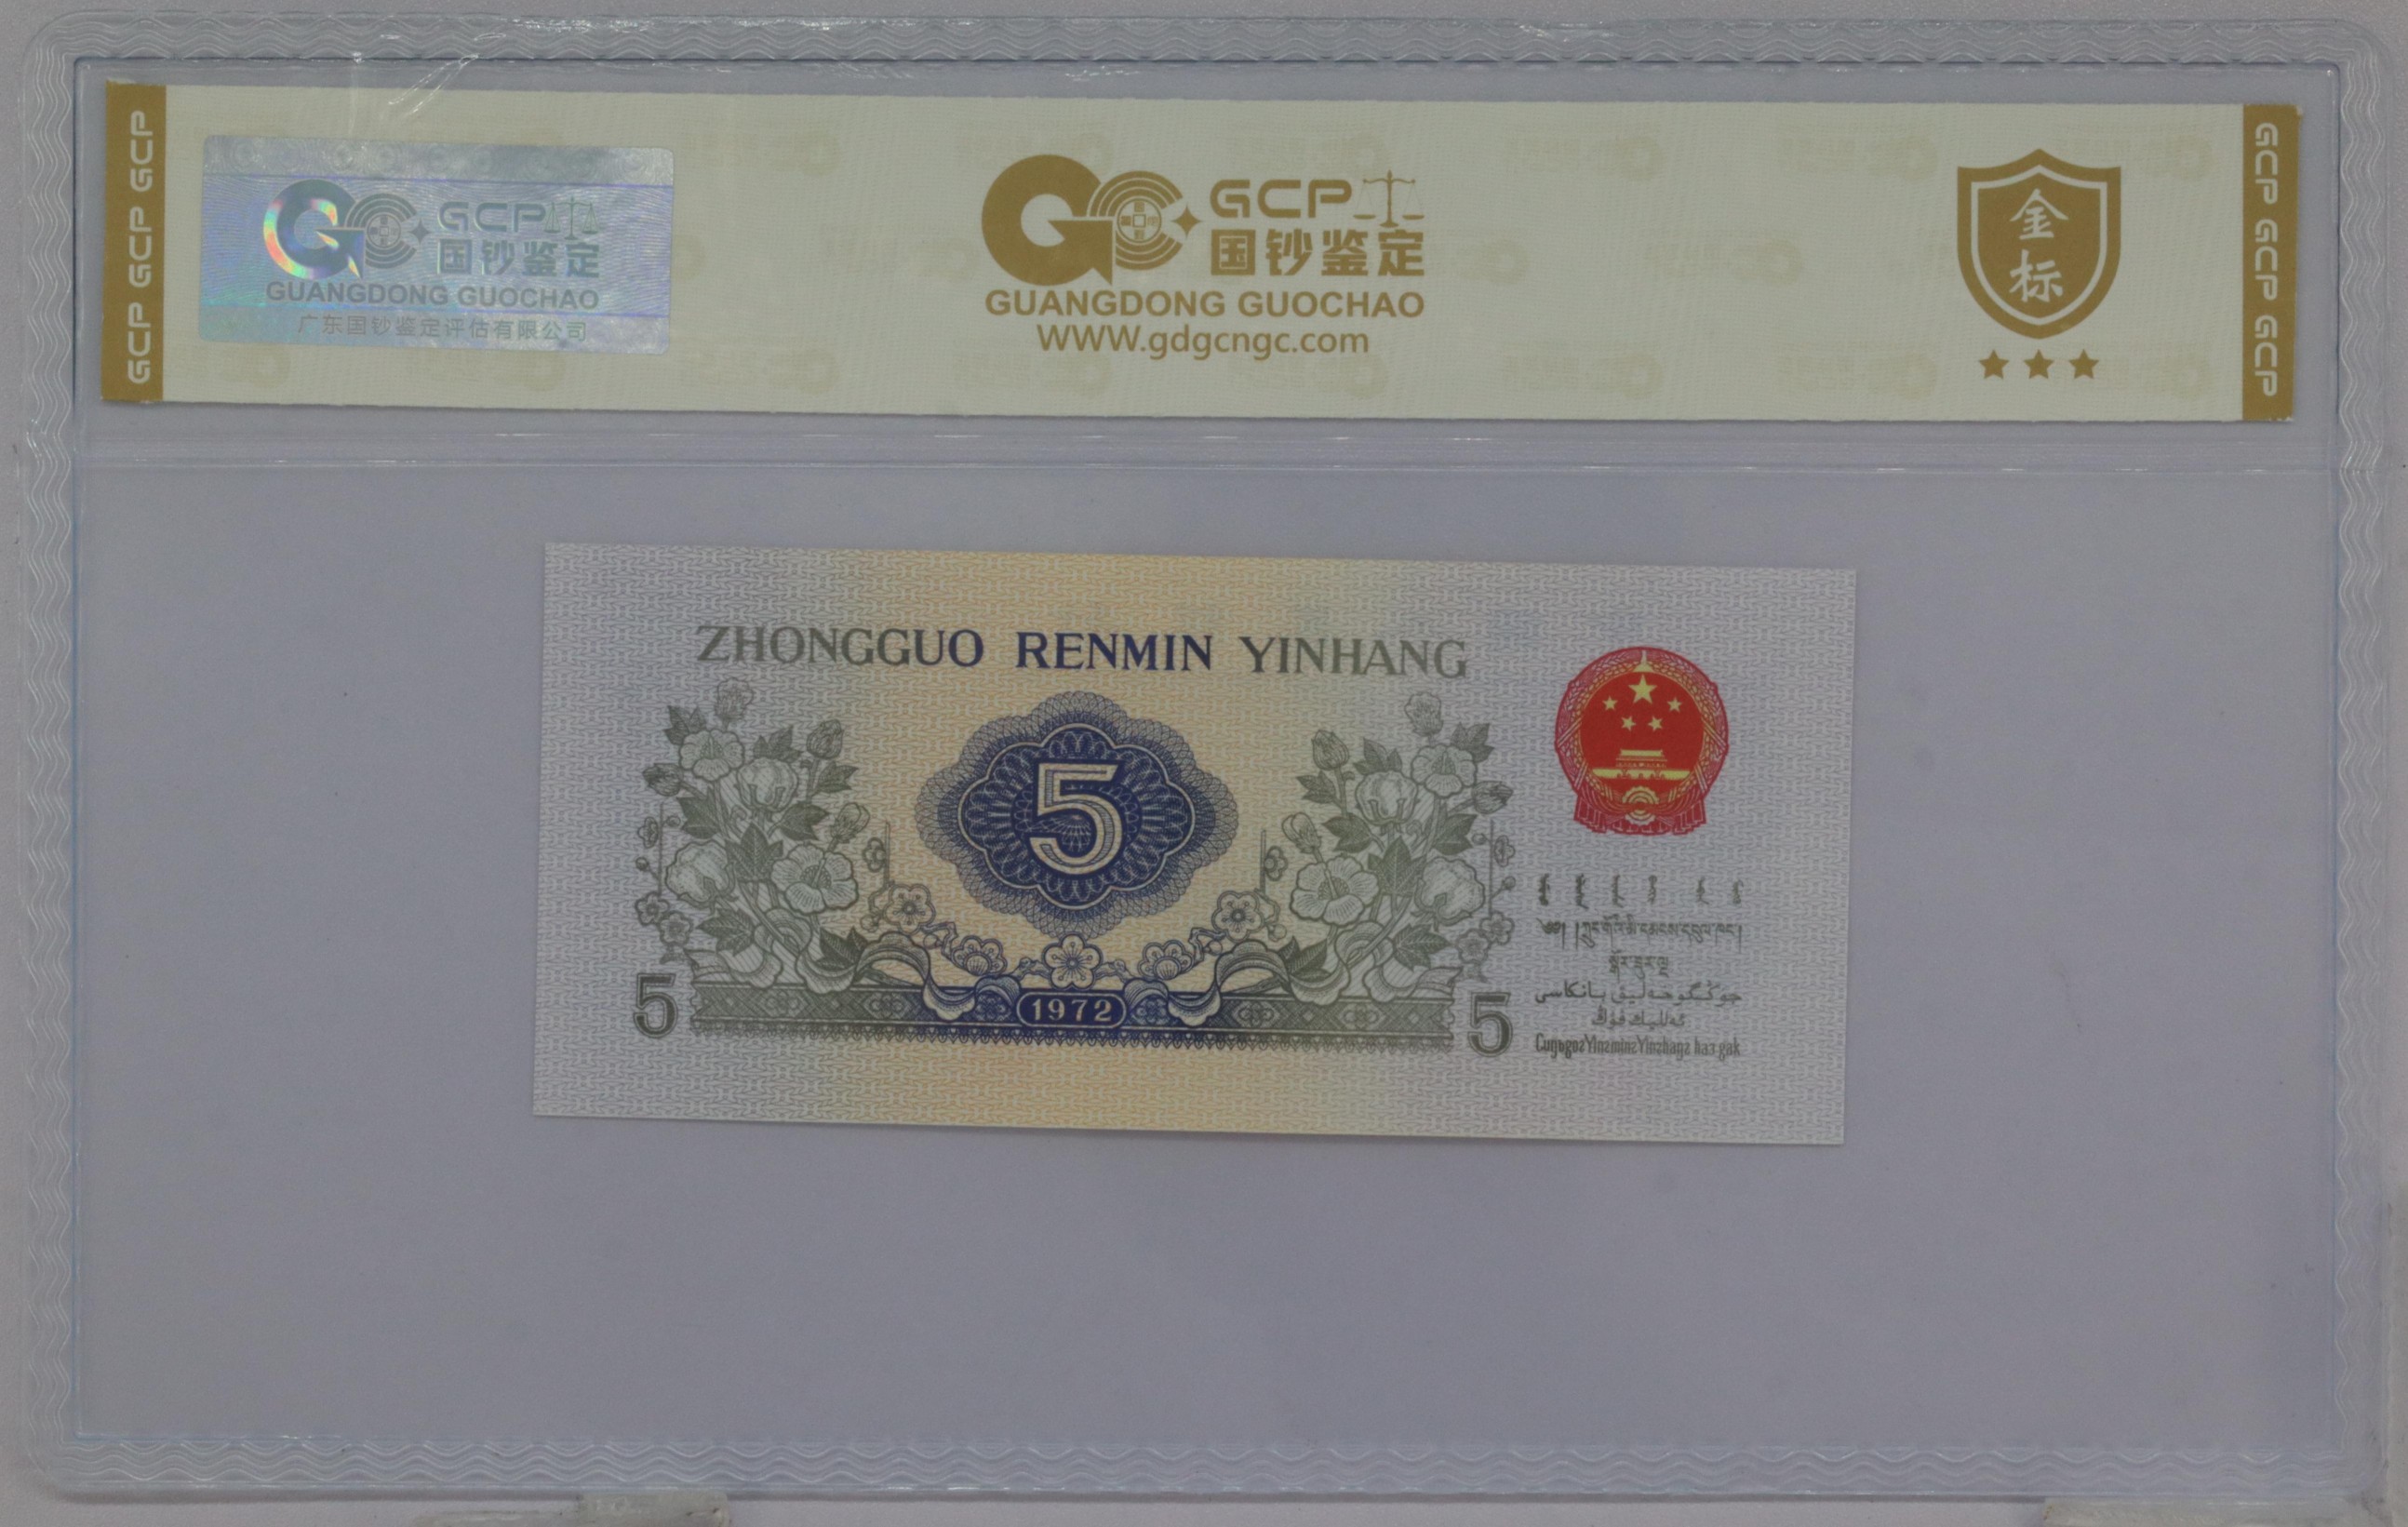 GCP GCP GCP
GCP
国钞鉴定
GUANGDONG GUOCHAO
广东国钞鉴定评估有限公司
GCP
国钞鉴定
GUANGDONG GUOCHAO
WWW.gdgcngc.com
金
标
GCP GCP GCP
ZHONGGUO RENMIN YINHANG
5
5
1972
5